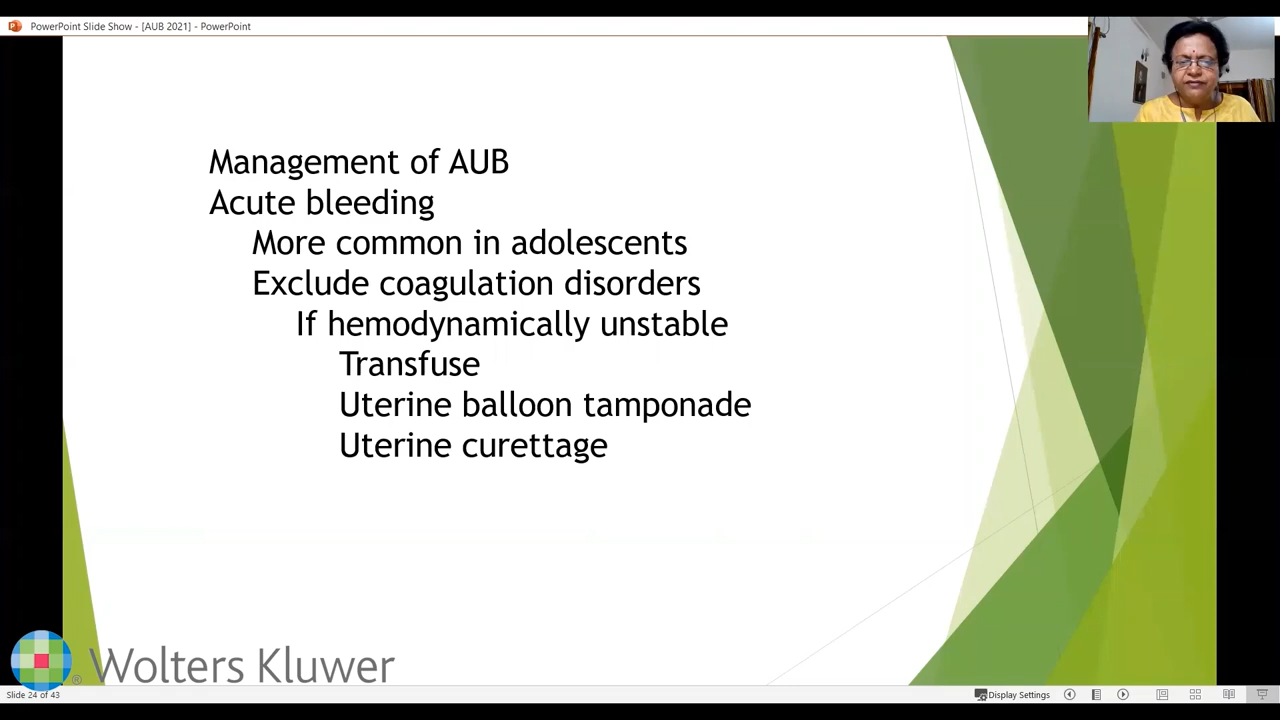 PowerPoint Slide Show - [AUB 2021] - PowerPoint
Management of AUB
Acute bleeding
More common in adolescents
Exclude coagulation disorders
If hemodynamically unstable
Transfuse
Uterine balloon tamponade
Uterine curettage
® Wolters Kluwer
Slide 24 of 43
Display Settings